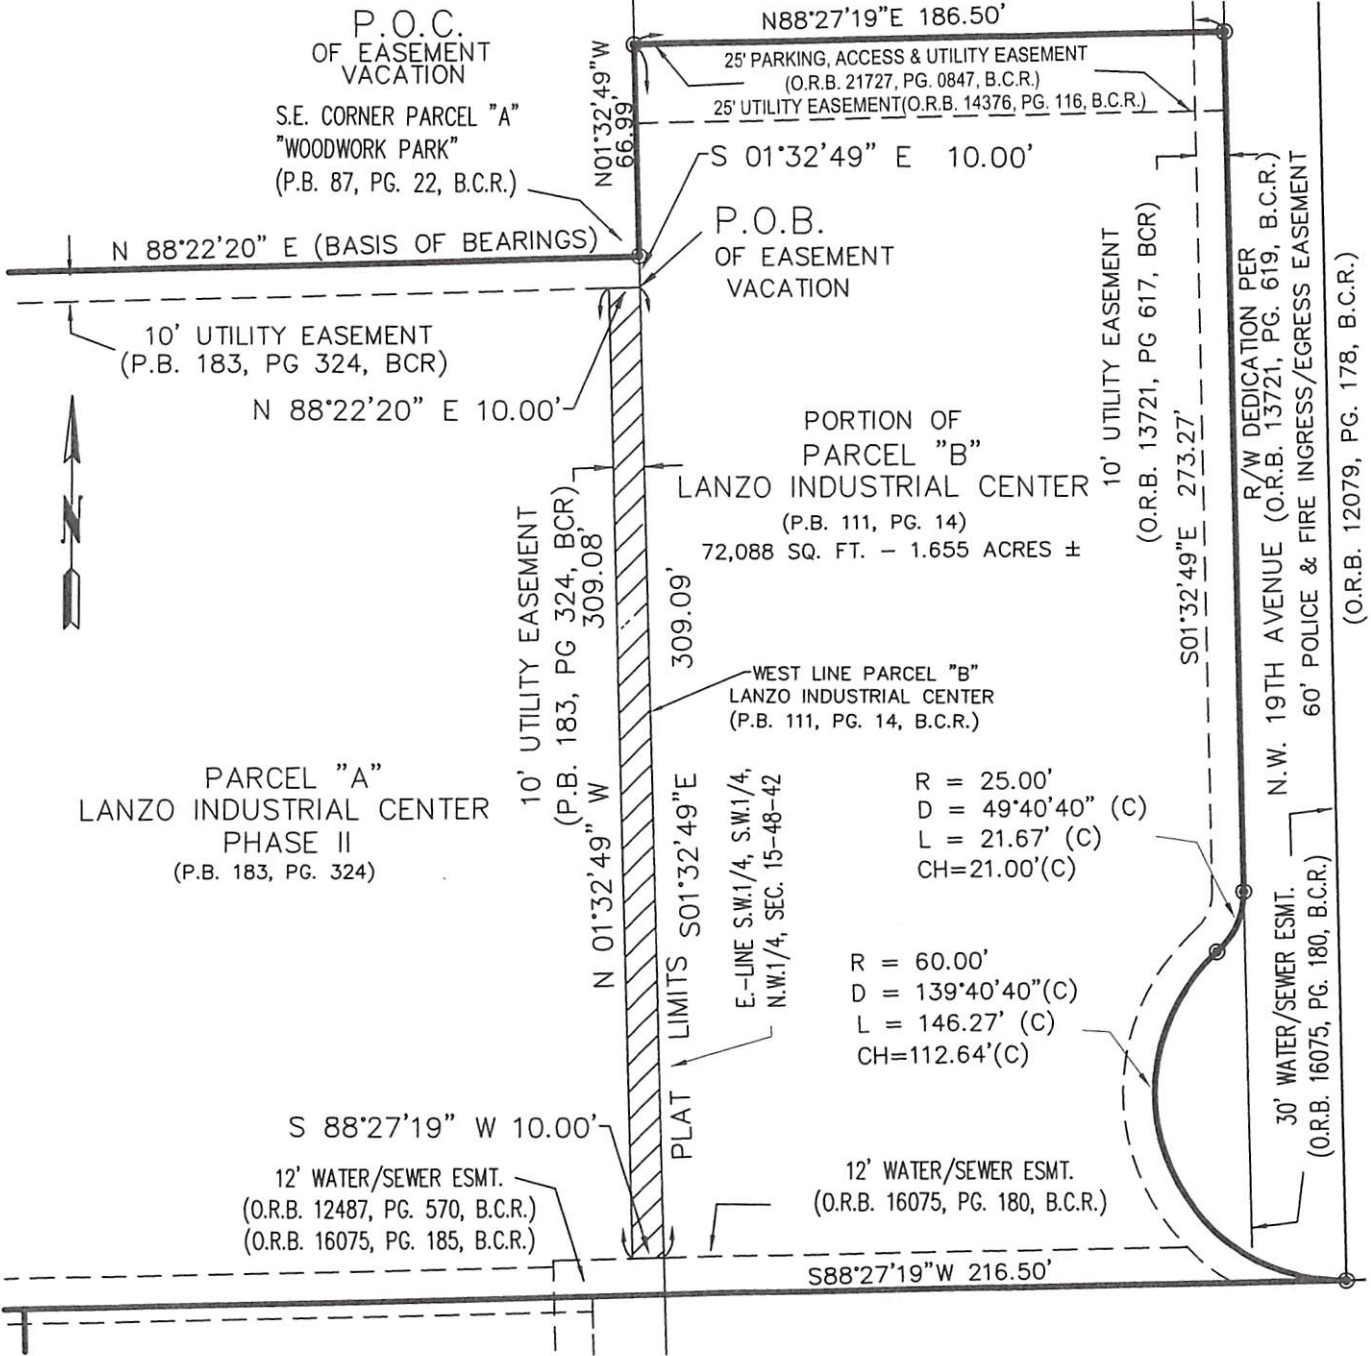 P.O.C.
OF EASEMENT
VACATION
S.E. CORNER PARCEL "A"
"WOODWORK PARK"
(P.B. 87, PG. 22, B.C.R.)
N88°27'19"E 186.50'
25' PARKING, ACCESS & UTILITY EASEMENT
(O.R.B. 21727, PG. 0847, B.C.R.)
25' UTILITY EASEMENT(O.R.B. 14376, PG. 116, B.C.R.)
N01°32'49"W
66.99'
S 01°32'49" E 10.00'
P.O.B.
OF EASEMENT
VACATION
N 88°22'20" E (BASIS OF BEARINGS)
10' UTILITY EASEMENT
(P.B. 183, PG 324, BCR)
N 88°22'20" E 10.00'
N
PORTION OF
PARCEL "B"
LANZO INDUSTRIAL CENTER
(P.B. 111, PG. 14)
72,088 SQ. FT. - 1.655 ACRES ±
10' UTILITY EASEMENT
(O.R.B. 13721, PG 617, BCR)
S01°32'49"E 273.27'
N.W. 19TH AVENUE
R/W DEDICATION PER
(O.R.B. 13721, PG. 619, B.C.R.)
60' POLICE & FIRE INGRESS/EGRESS EASEMENT
(O.R.B. 12079, PG. 178, B.C.R.)
10' UTILITY EASEMENT
(P.B. 183, PG 324, BCR)
N 01°32'49" W
309.08'
309.09'
WEST LINE PARCEL "B"
LANZO INDUSTRIAL CENTER
(P.B. 111, PG. 14, B.C.R.)
PARCEL "A"
LANZO INDUSTRIAL CENTER
PHASE II
(P.B. 183, PG. 324)
PLAT LIMITS S01°32'49"E
E.-LINE S.W.1/4, S.W.1/4,
N.W.1/4, SEC. 15-48-42
R = 25.00'
D = 49°40'40" (C)
L = 21.67' (C)
CH=21.00'(C)
R = 60.00'
D = 139°40'40"(C)
L = 146.27' (C)
CH=112.64'(C)
30' WATER/SEWER ESMT.
(O.R.B. 16075, PG. 180, B.C.R.)
S 88°27'19" W 10.00'
12' WATER/SEWER ESMT.
(O.R.B. 12487, PG. 570, B.C.R.)
(O.R.B. 16075, PG. 185, B.C.R.)
12' WATER/SEWER ESMT.
(O.R.B. 16075, PG. 180, B.C.R.)
S88°27'19"W 216.50'